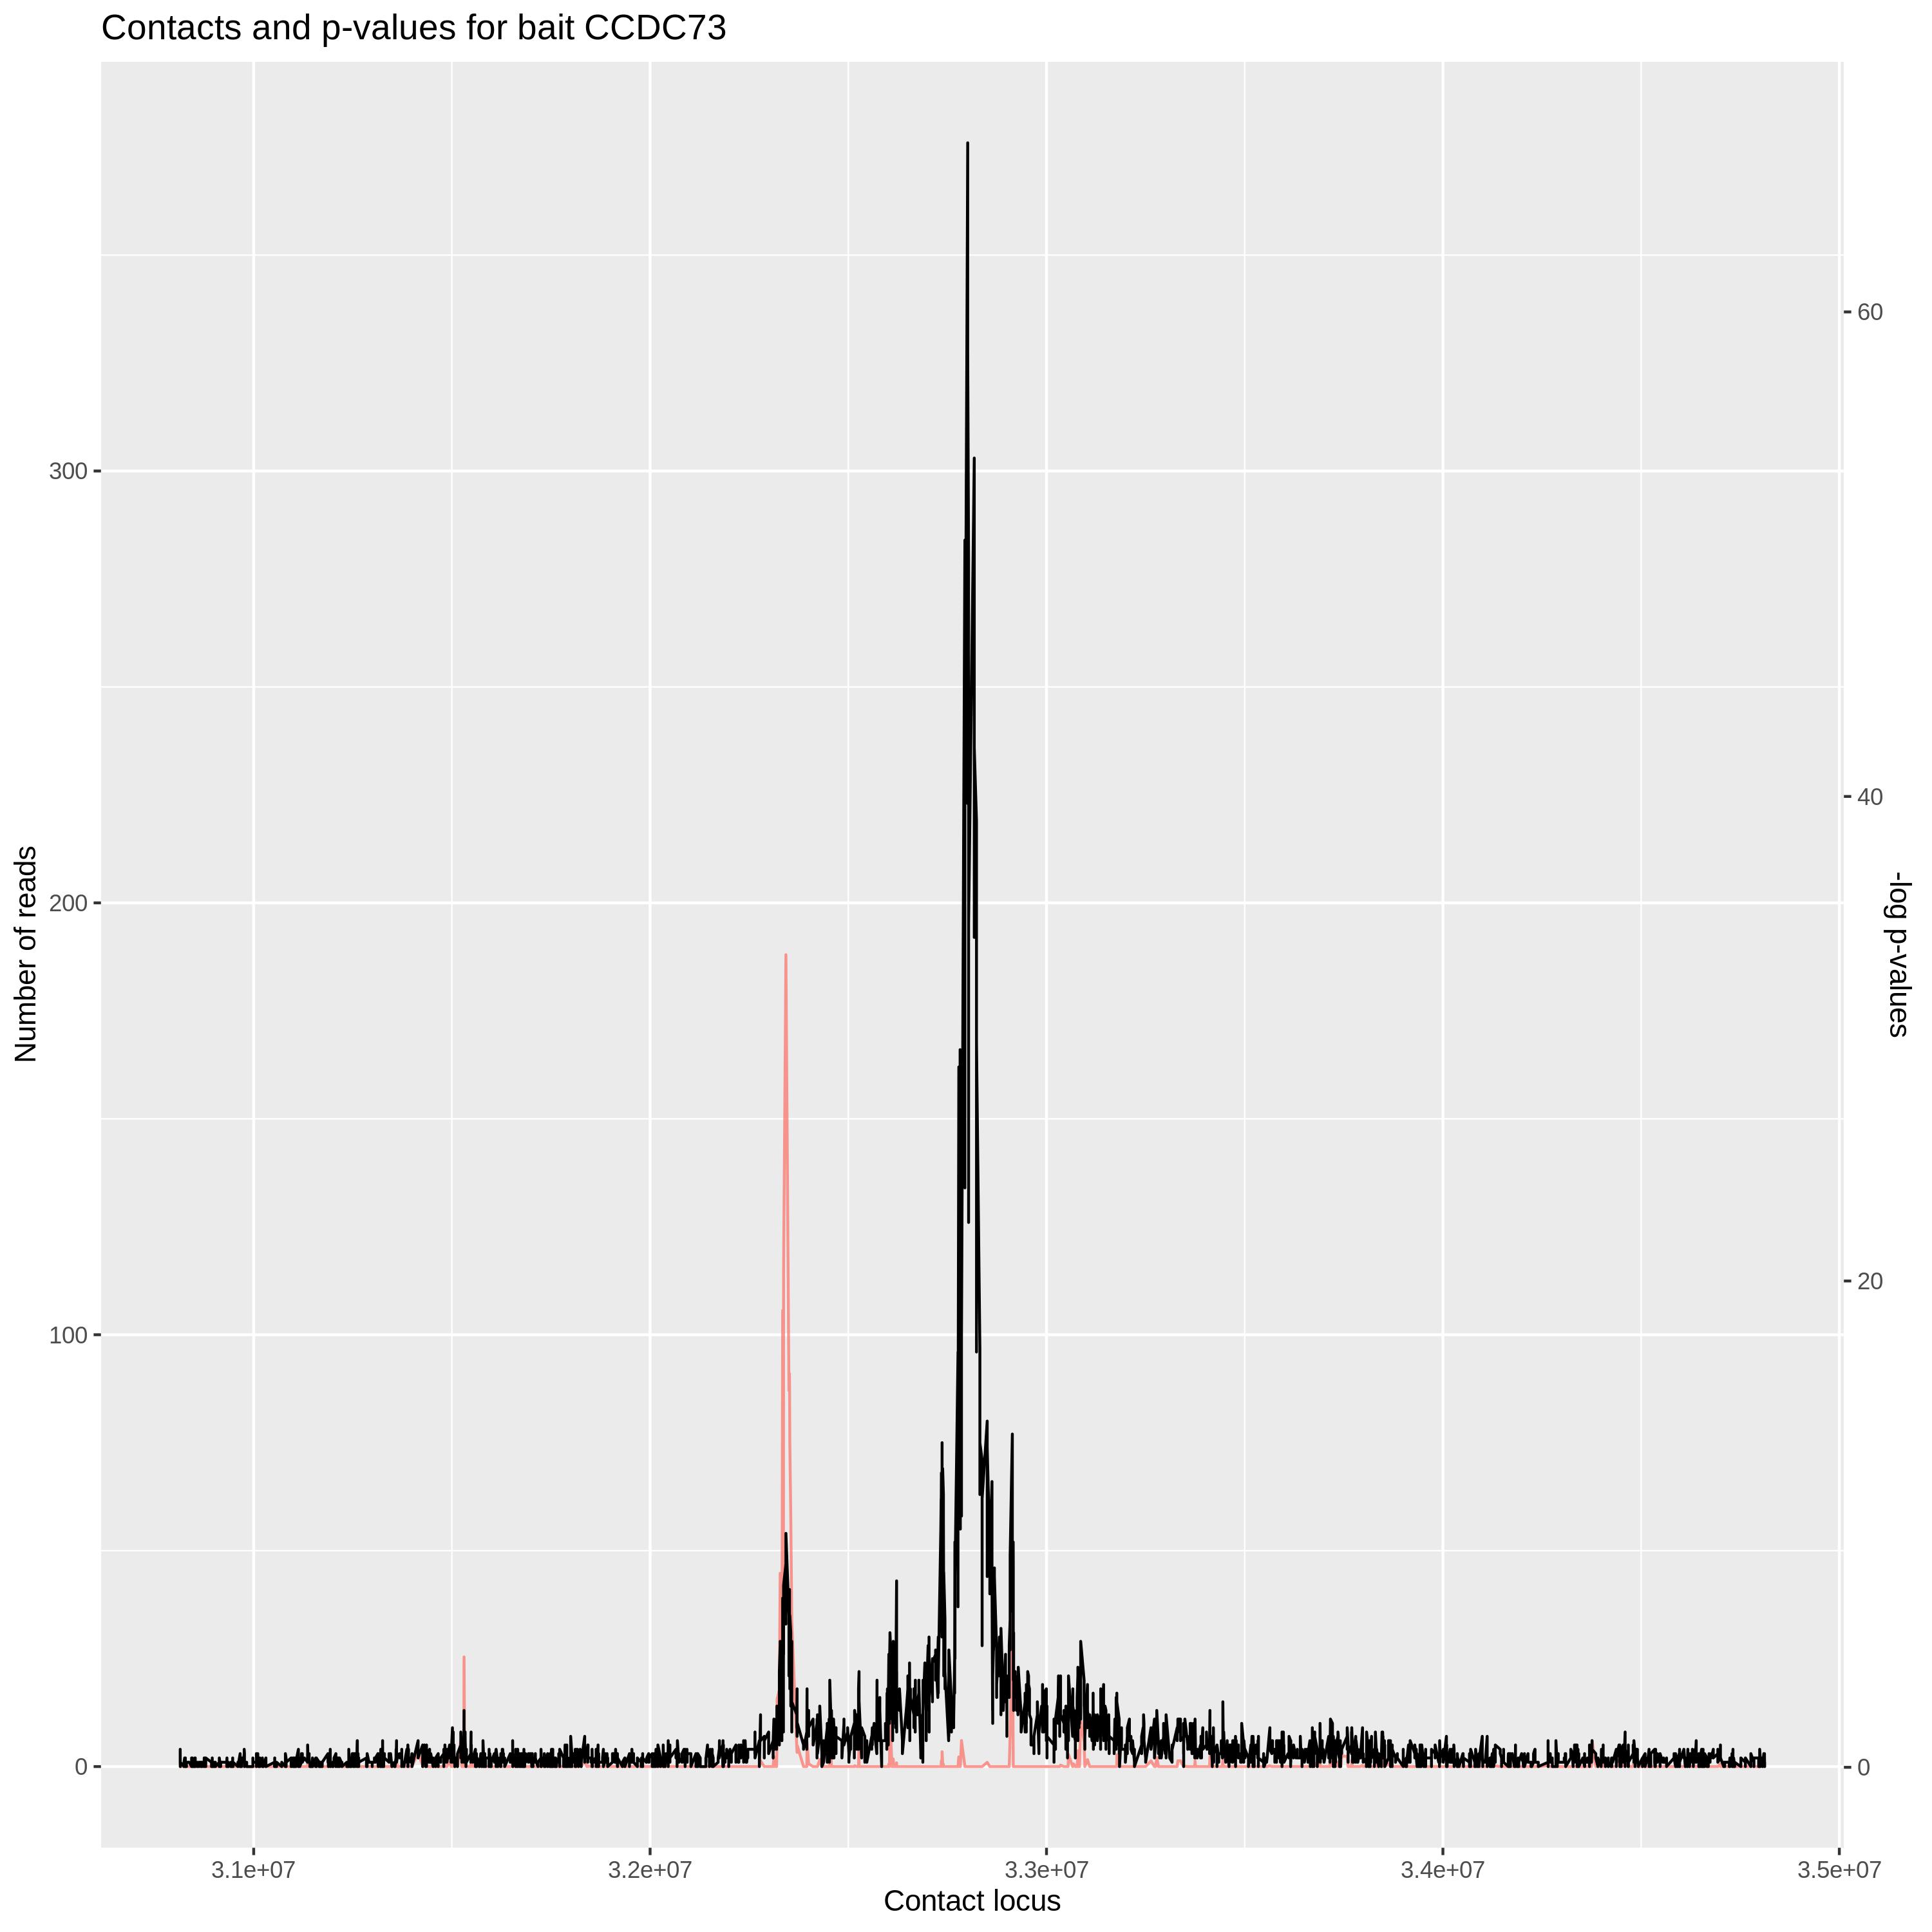 Contacts and p-values for bait CCDC73
Number of reads
300
200
100
0
60
40
20
0
-log p-values
3.1e+07
3.2e+07
3.3e+07
3.4e+07
3.5e+07
Contact locus